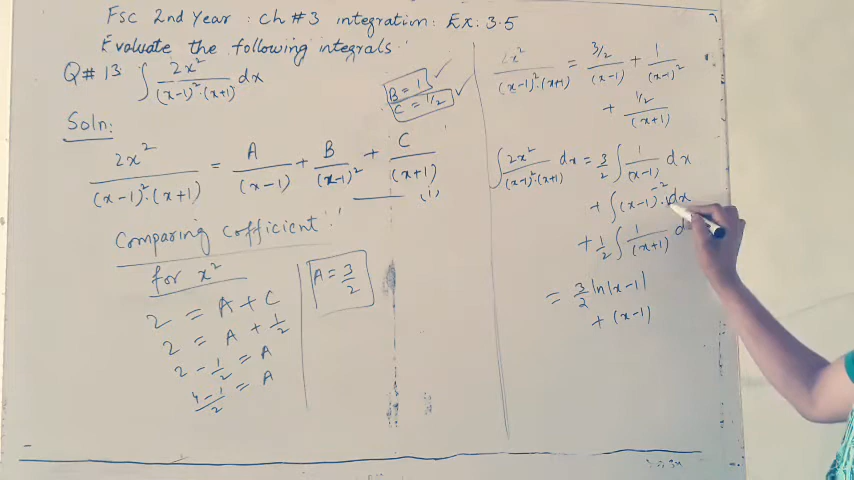 Fsc 2nd Year : Ch # 3 integration : Ex : 3.5
Evaluate the following integrals
Q# 13 ∫ 2x² / (x-1)²·(x+1) dx
Soln:
B = 1 ✓
C = 1/2 ✓
2x² / (x-1)²·(x+1) = A / (x-1) + B / (x-1)² + C / (x+1)
(1)
Comparing Cofficient
for x²
2 = A + C
2 = A + 1/2
2 - 1/2 = A
4-1 / 2 = A
A = 3/2
2x² / (x-1)²·(x+1) = 3/2 / (x-1) + 1 / (x-1)²
+ 1/2 / (x+1)
∫ 2x² / (x-1)²·(x+1) dx = 3/2 ∫ 1 / (x-1) dx
+ ∫ (x-1)⁻²·1dx
+ 1/2 ∫ 1 / (x+1) d
= 3/2 ln|x-1|
+ (x-1)